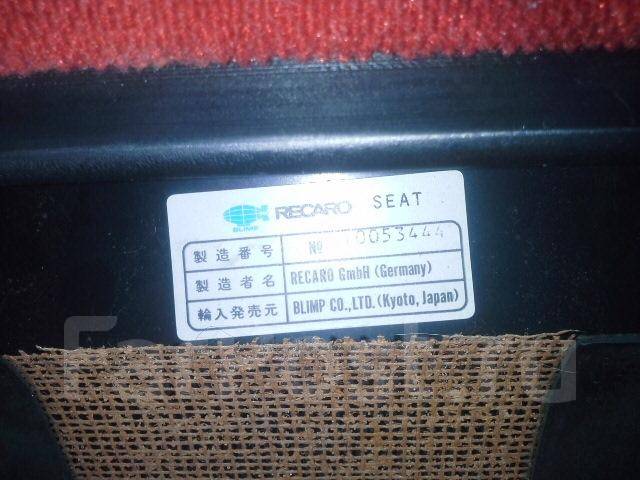 BLIMP RECARO SEAT
製造番号 № 0053444
製造者名 RECARO GmbH (Germany)
輸入発売元 BLIMP CO.,LTD. (Kyoto, Japan)